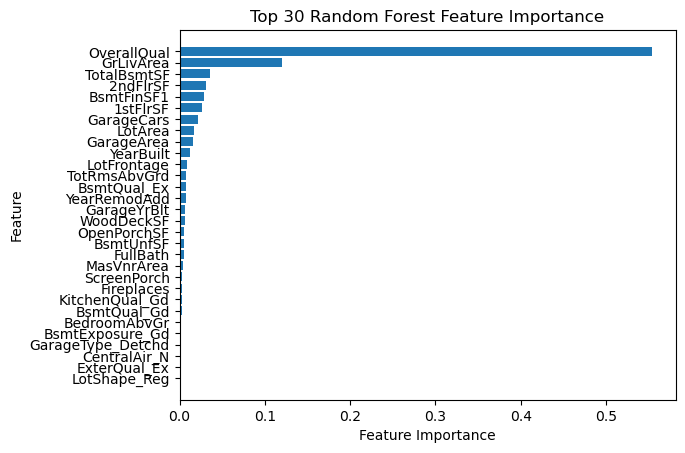 Top 30 Random Forest Feature Importance
OverallQual
GrLivArea
TotalBsmtSF
2ndFlrSF
BsmtFinSF1
1stFlrSF
GarageCars
LotArea
GarageArea
YearBuilt
LotFrontage
TotRmsAbvGrd
BsmtQual_Ex
YearRemodAdd
GarageYrBlt
WoodDeckSF
OpenPorchSF
BsmtUnfSF
FullBath
MasVnrArea
ScreenPorch
Fireplaces
KitchenQual_Gd
BsmtQual_Gd
BedroomAbvGr
BsmtExposure_Gd
GarageType_Detchd
CentralAir_N
ExterQual_Ex
LotShape_Reg
Feature
0.0 0.1 0.2 0.3 0.4 0.5
Feature Importance